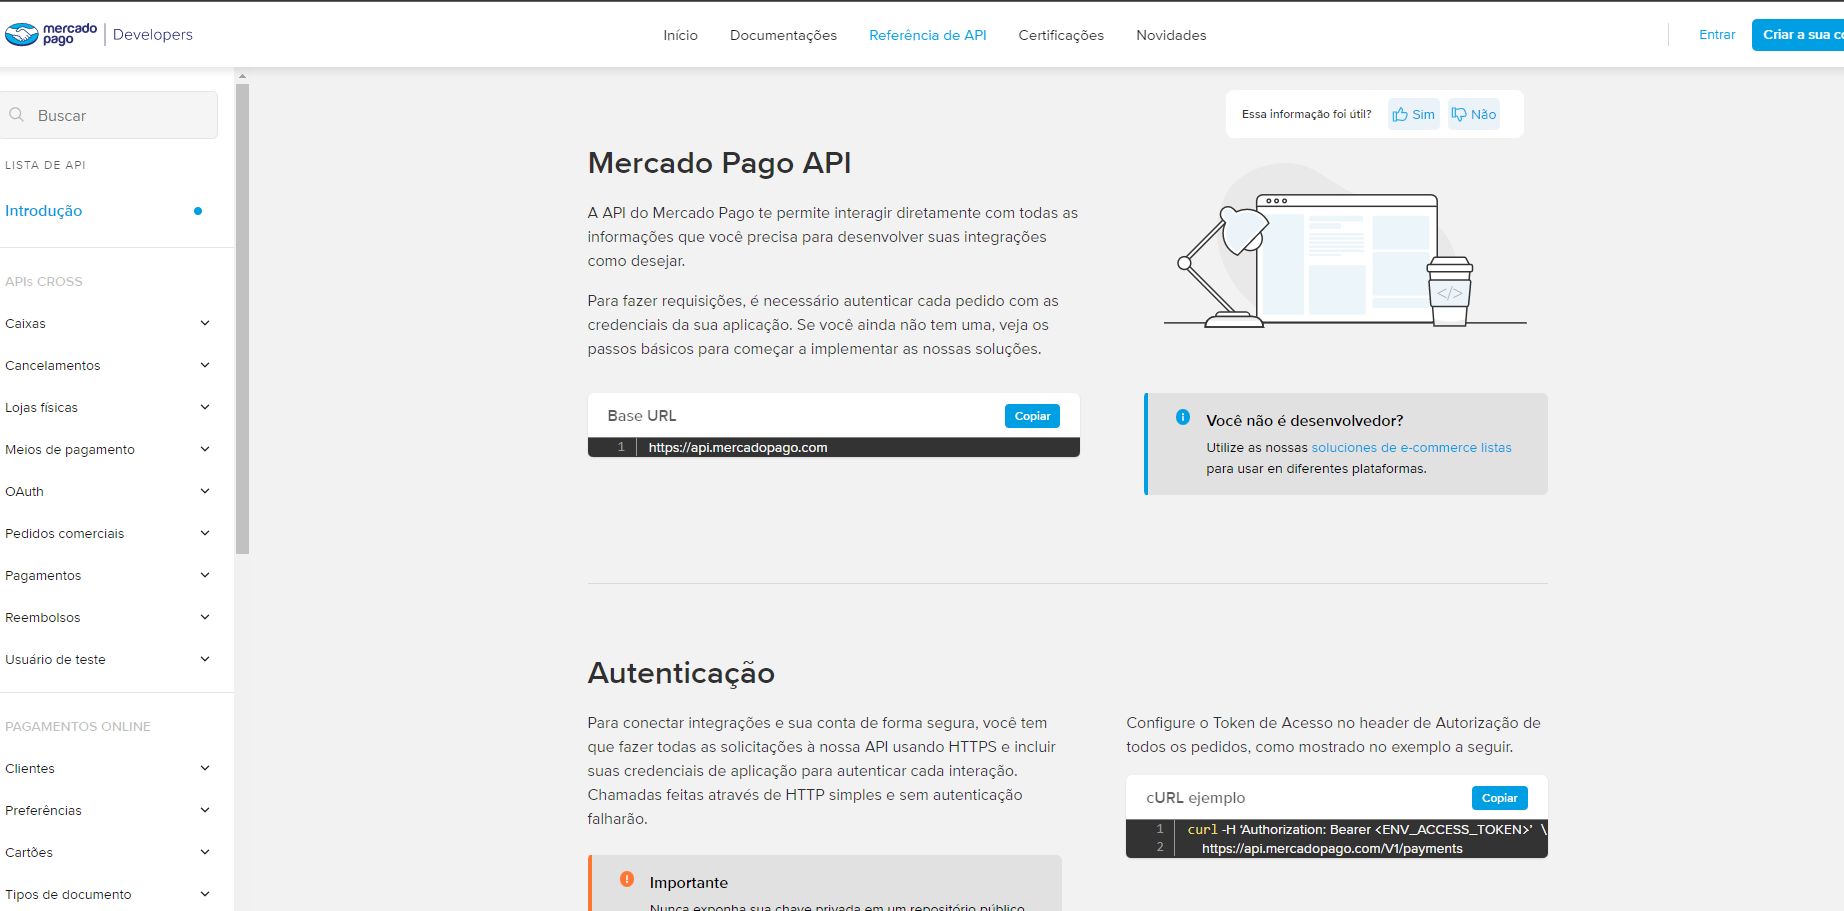 mercado
pago
Developers
Início
Documentações
Referência de API
Certificações
Novidades
Entrar
Criar a sua co
Buscar
LISTA DE API
Introdução
APIs CROSS
Caixas
Cancelamentos
Lojas físicas
Meios de pagamento
OAuth
Pedidos comerciais
Pagamentos
Reembolsos
Usuário de teste
PAGAMENTOS ONLINE
Clientes
Preferências
Cartões
Tipos de documento
Essa informação foi útil? Sim Não
Mercado Pago API
A API do Mercado Pago te permite interagir diretamente com todas as
informações que você precisa para desenvolver suas integrações
como desejar.
Para fazer requisições, é necessário autenticar cada pedido com as
credenciais da sua aplicação. Se você ainda não tem uma, veja os
passos básicos para começar a implementar as nossas soluções.
</>
Base URL
Copiar
1 https://api.mercadopago.com
Você não é desenvolvedor?
Utilize as nossas soluciones de e-commerce listas
para usar en diferentes plataformas.
Autenticação
Para conectar integrações e sua conta de forma segura, você tem
que fazer todas as solicitações à nossa API usando HTTPS e incluir
suas credenciais de aplicação para autenticar cada interação.
Chamadas feitas através de HTTP simples e sem autenticação
falharão.
Importante
Nunca exponha sua chave privada em um repositório público
Configure o Token de Acesso no header de Autorização de
todos os pedidos, como mostrado no exemplo a seguir.
cURL ejemplo
Copiar
1 curl -H ‘Authorization: Bearer <ENV_ACCESS_TOKEN>’ \
2 https://api.mercadopago.com/V1/payments